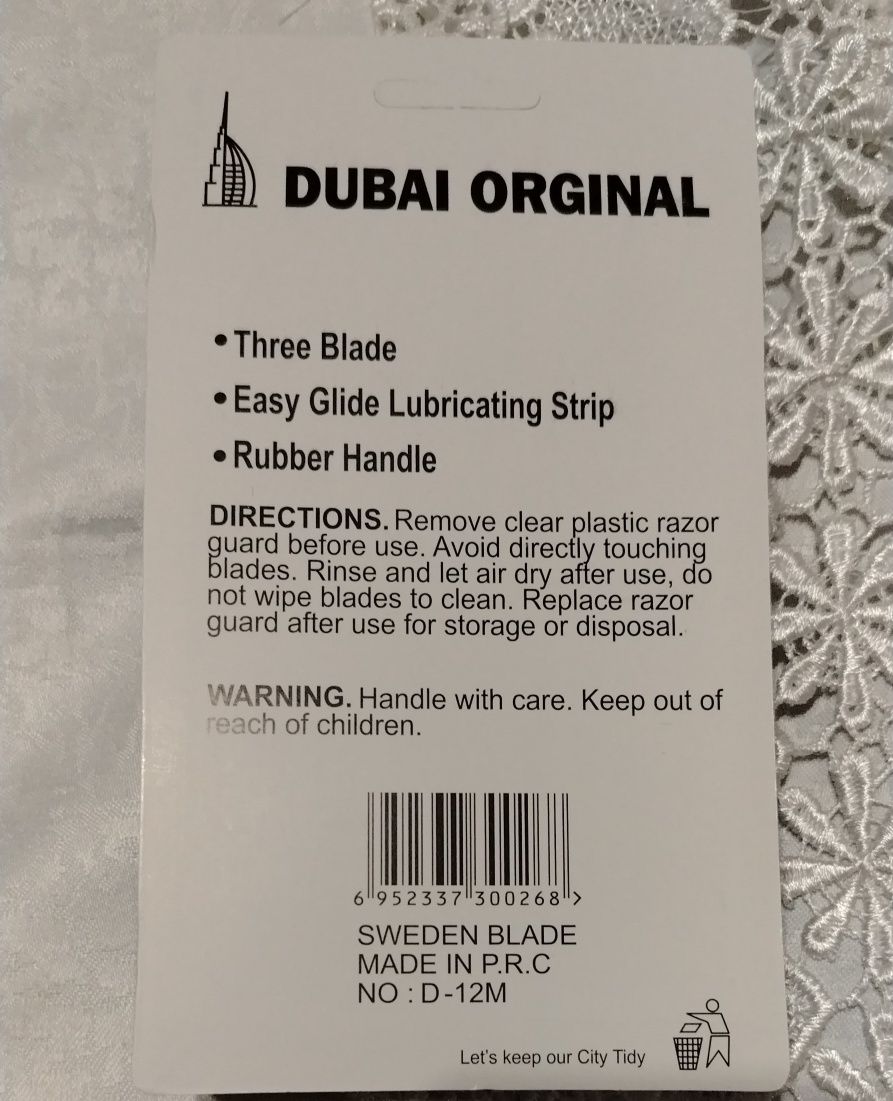 DUBAI ORGINAL
•Three Blade
•Easy Glide Lubricating Strip
•Rubber Handle
DIRECTIONS. Remove clear plastic razor
guard before use. Avoid directly touching
blades. Rinse and let air dry after use, do
not wipe blades to clean. Replace razor
guard after use for storage or disposal.
WARNING. Handle with care. Keep out of
reach of children.
6 952337 300268 >
SWEDEN BLADE
MADE IN P.R.C
NO : D-12M
Let's keep our City Tidy